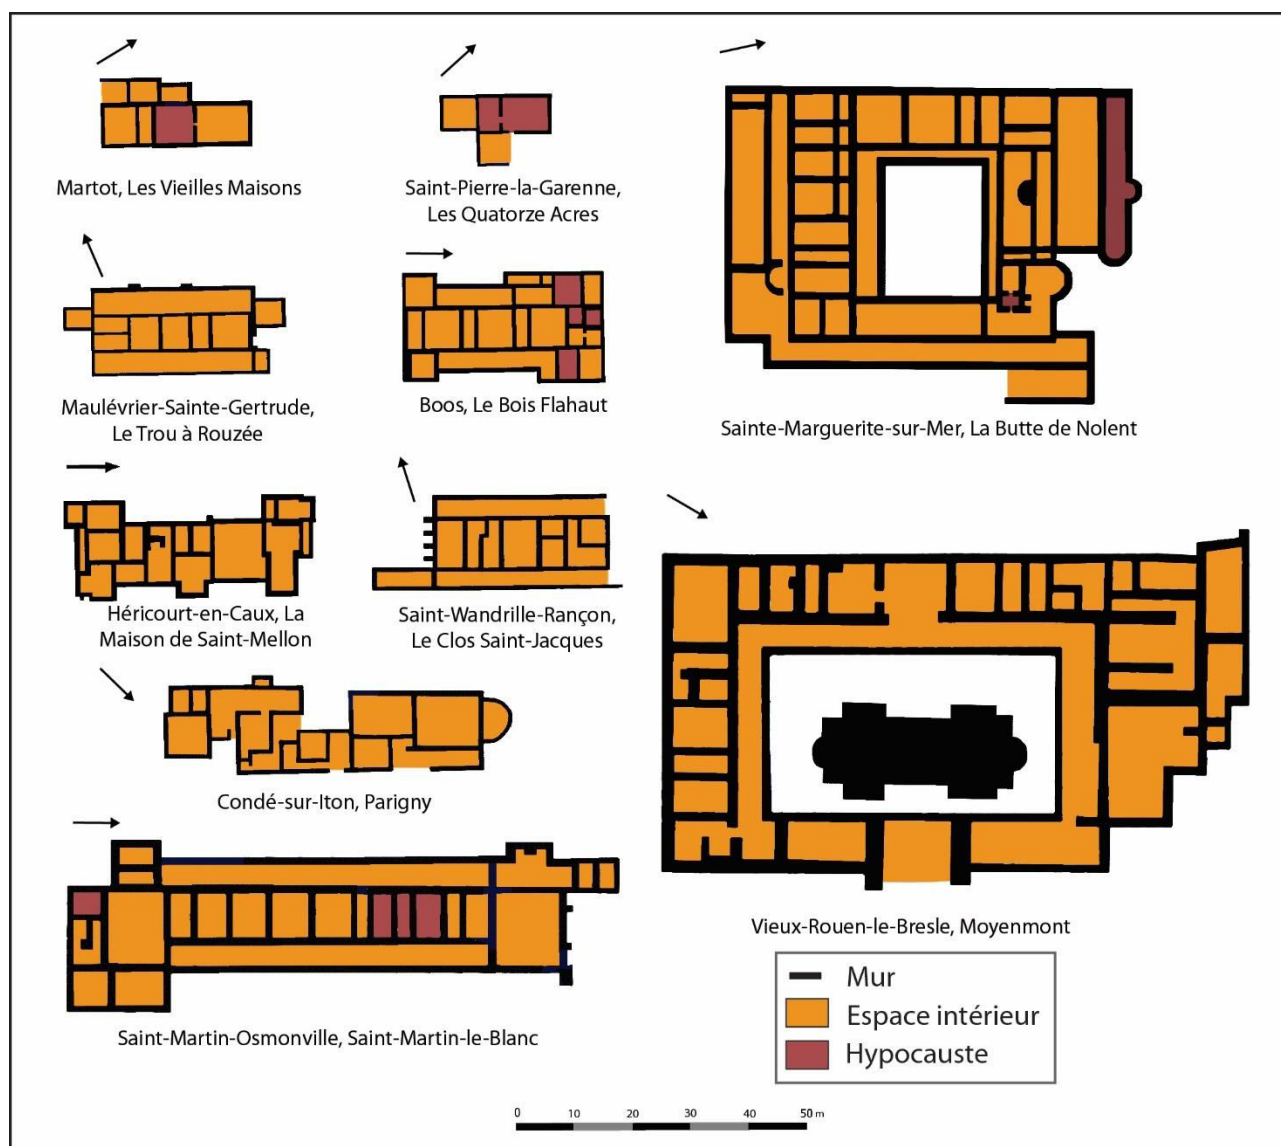 Martot, Les Vieilles Maisons
Saint-Pierre-la-Garenne,
Les Quatorze Acres
Maulévrier-Sainte-Gertrude,
Le Trou à Rouzée
Boos, Le Bois Flahaut
Sainte-Marguerite-sur-Mer, La Butte de Nolent
Héricourt-en-Caux, La
Maison de Saint-Mellon
Saint-Wandrille-Rançon,
Le Clos Saint-Jacques
Condé-sur-Iton, Parigny
Saint-Martin-Osmonville, Saint-Martin-le-Blanc
Vieux-Rouen-le-Bresle, Moyenmont
Mur
Espace intérieur
Hypocauste
0 10 20 30 40 50 m